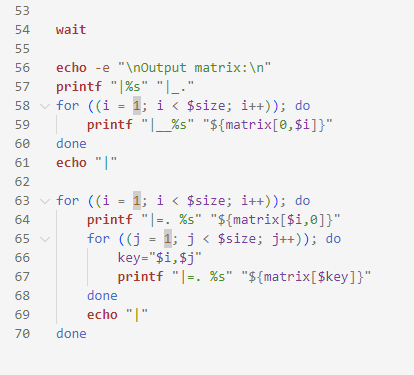 53
54 wait
55
56 echo -e "\nOutput matrix:\n"
57 printf "|%s" "|_."
58 for ((i = 1; i < $size; i++)); do
59     printf "|__%s" "${matrix[0,$i]}"
60 done
61 echo "|"
62
63 for ((i = 1; i < $size; i++)); do
64     printf "|=. %s" "${matrix[$i,0]}"
65     for ((j = 1; j < $size; j++)); do
66         key="$i,$j"
67         printf "|=. %s" "${matrix[$key]}"
68     done
69     echo "|"
70 done